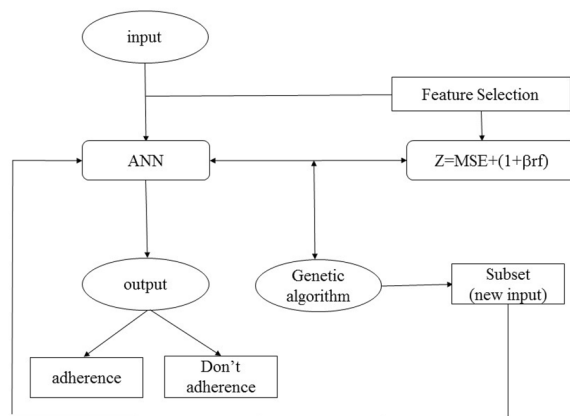 input
Feature Selection
ANN
Z=MSE+(1+βrf)
output
Genetic
algorithm
Subset
(new input)
adherence
Don't
adherence